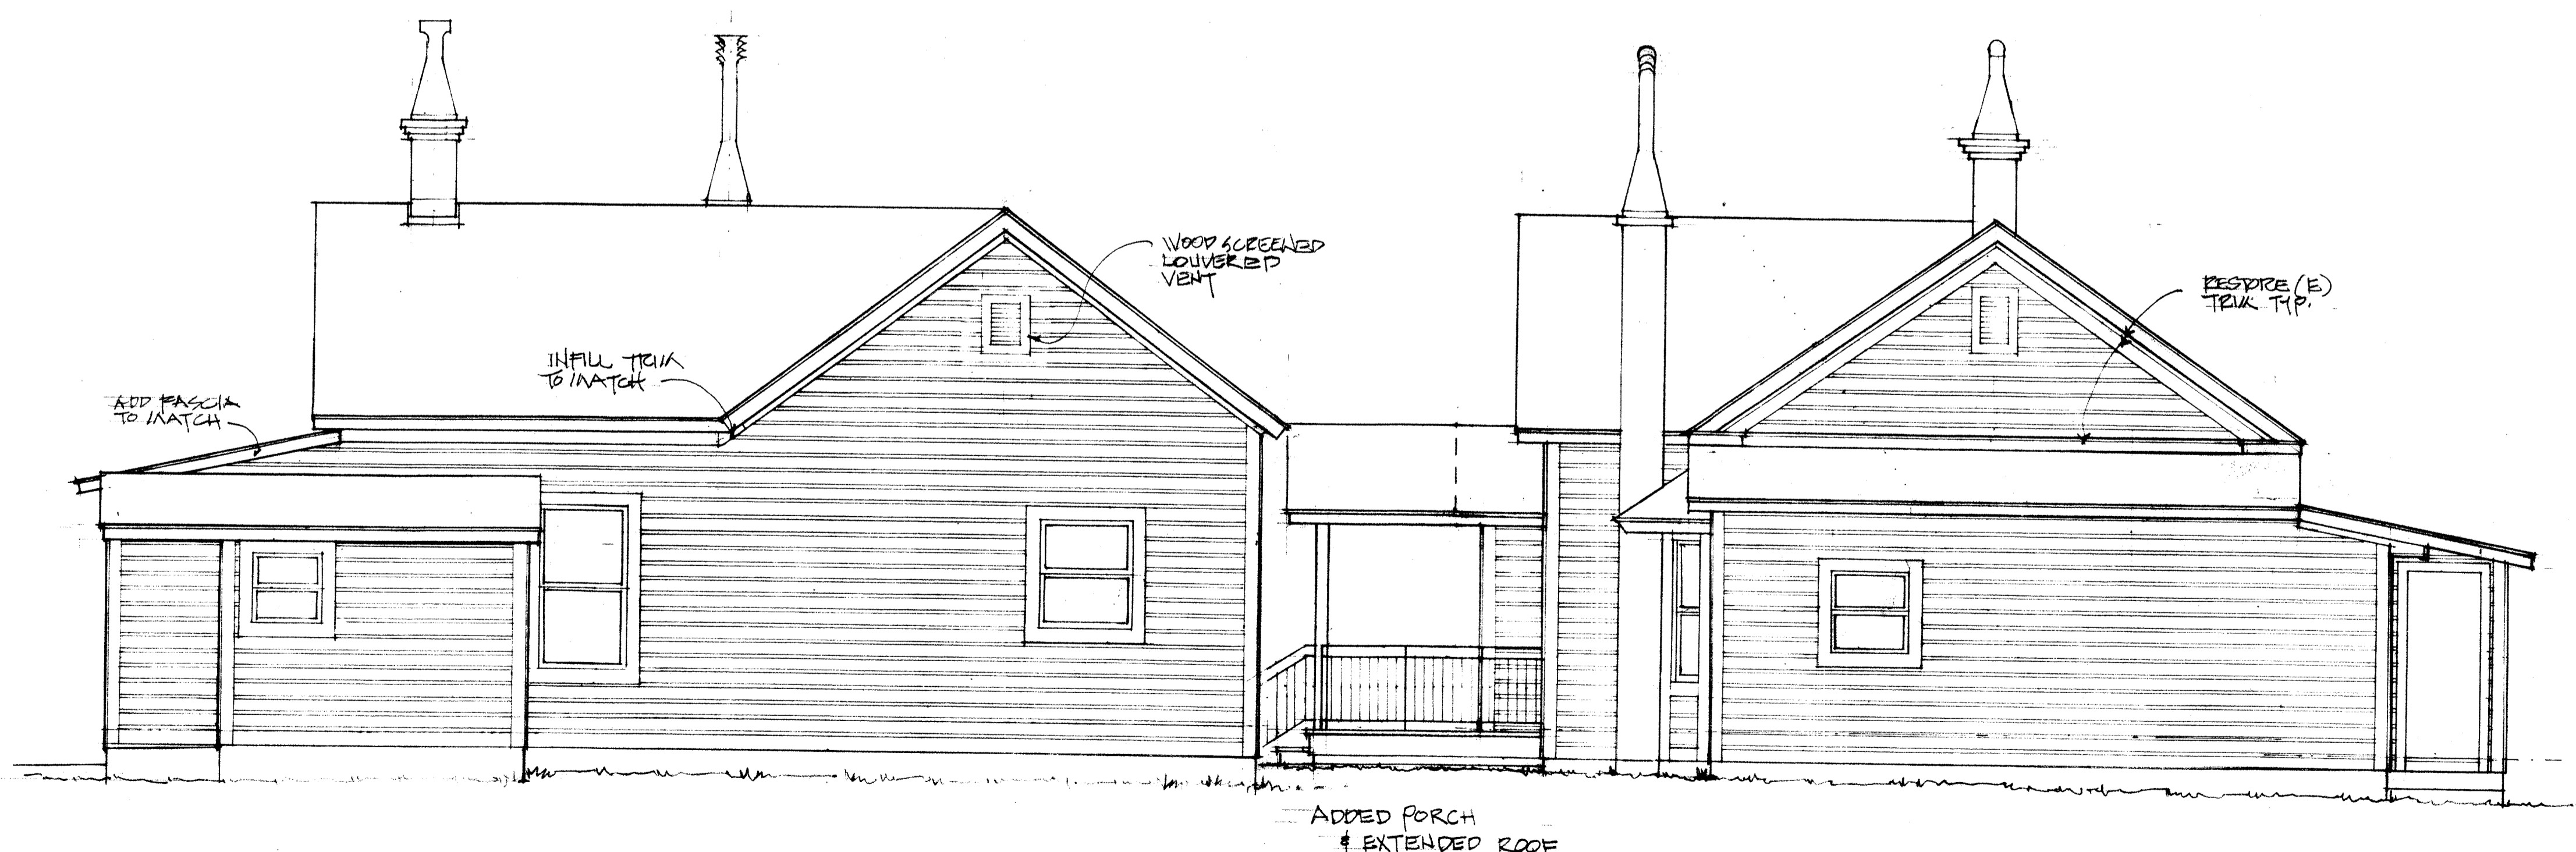 WOOD SCREENED
LOUVERED
VENT
RESTORE (E)
TRIM TYP.
INFILL TRIM
TO MATCH
ADD FASCIA
TO MATCH
ADDED PORCH
& EXTENDED ROOF